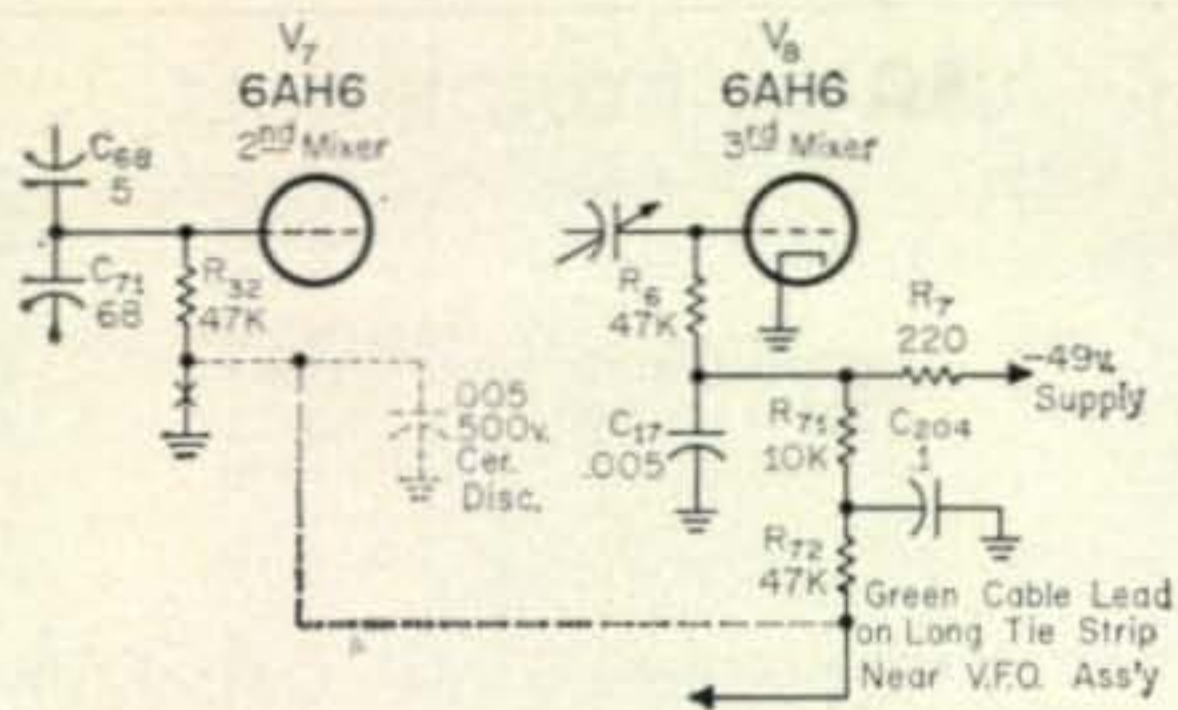 V7
6AH6
2nd Mixer
V8
6AH6
3rd Mixer
C68
5
C71
68
R32
47K
R6
47K
R7
220
-49v.
Supply
.005
500v.
Cer.
Disc.
C17
.005
R71
10K
C204
.1
R72
47K
Green Cable Lead
on Long Tie Strip
Near V.F.O. Ass'y